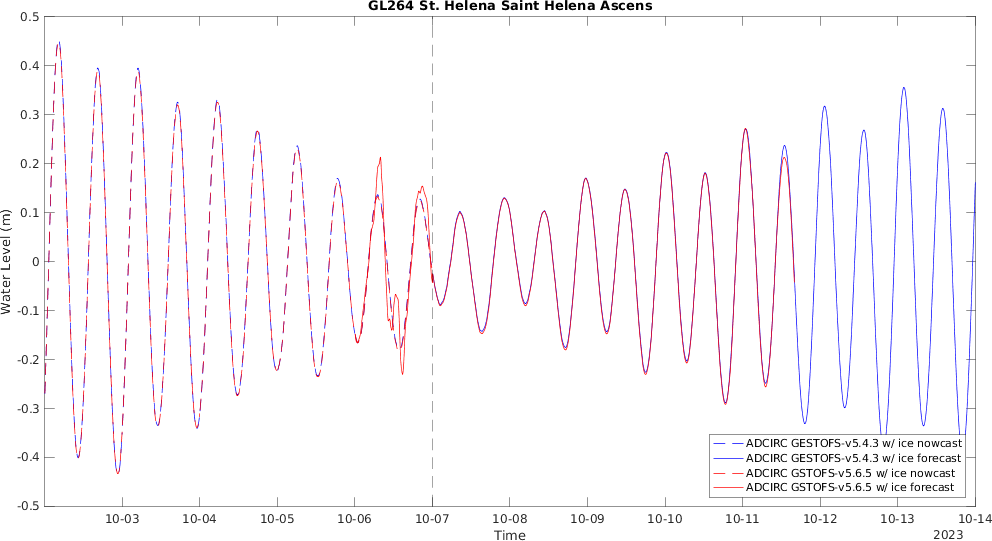 GL264 St. Helena Saint Helena Ascens
0.5
0.4
0.3
0.2
0.1
0
-0.1
-0.2
-0.3
-0.4
-0.5
Water Level (m)
ADCIRC GESTOFS-v5.4.3 w/ ice nowcast
ADCIRC GESTOFS-v5.4.3 w/ ice forecast
ADCIRC GSTOFS-v5.6.5 w/ ice nowcast
ADCIRC GSTOFS-v5.6.5 w/ ice forecast
10-03 10-04 10-05 10-06 10-07 10-08 10-09 10-10 10-11 10-12 10-13 10-14
Time
2023